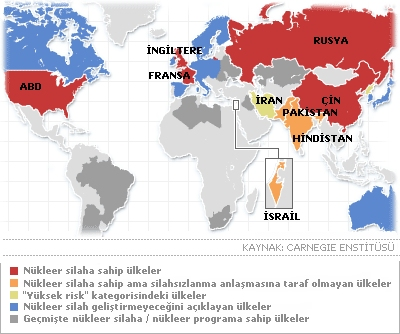 RUSYA
İNGİLTERE
FRANSA
ABD
İRAN
ÇİN
PAKİSTAN
HİNDİSTAN
İSRAİL
KAYNAK: CARNEGIE ENSTİTÜSÜ
Nükleer silaha sahip ülkeler
Nükleer silaha sahip ama silahsızlanma anlaşmasına taraf olmayan ülkeler
"Yüksek risk" kategorisindeki ülkeler
Nükleer silah geliştirmeyeceğini açıklayan ülkeler
Geçmişte nükleer silaha / nükleer programa sahip ülkeler